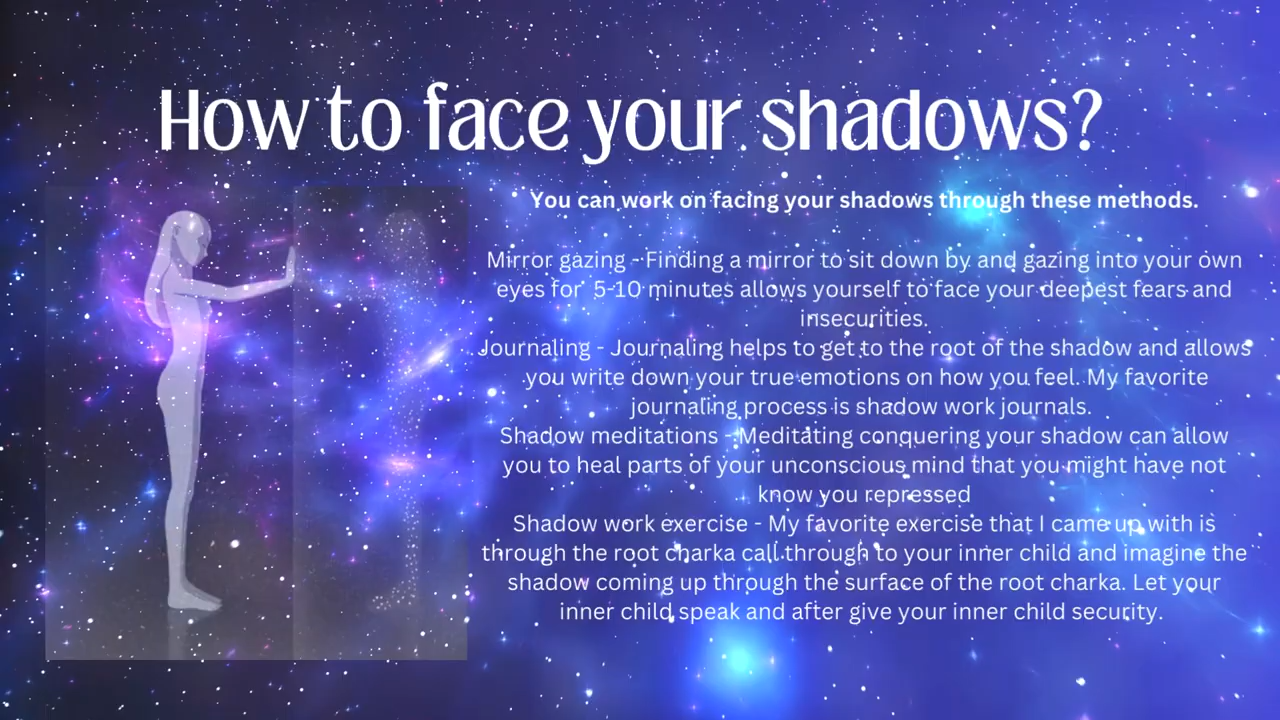 How to face your shadows?
You can work on facing your shadows through these methods.
Mirror gazing - Finding a mirror to sit down by and gazing into your own
eyes for 5-10 minutes allows yourself to face your deepest fears and
insecurities.
Journaling - Journaling helps to get to the root of the shadow and allows
you write down your true emotions on how you feel. My favorite
journaling process is shadow work journals.
Shadow meditations - Meditating conquering your shadow can allow
you to heal parts of your unconscious mind that you might have not
know you repressed
Shadow work exercise - My favorite exercise that I came up with is
through the root charka call through to your inner child and imagine the
shadow coming up through the surface of the root charka. Let your
inner child speak and after give your inner child security.